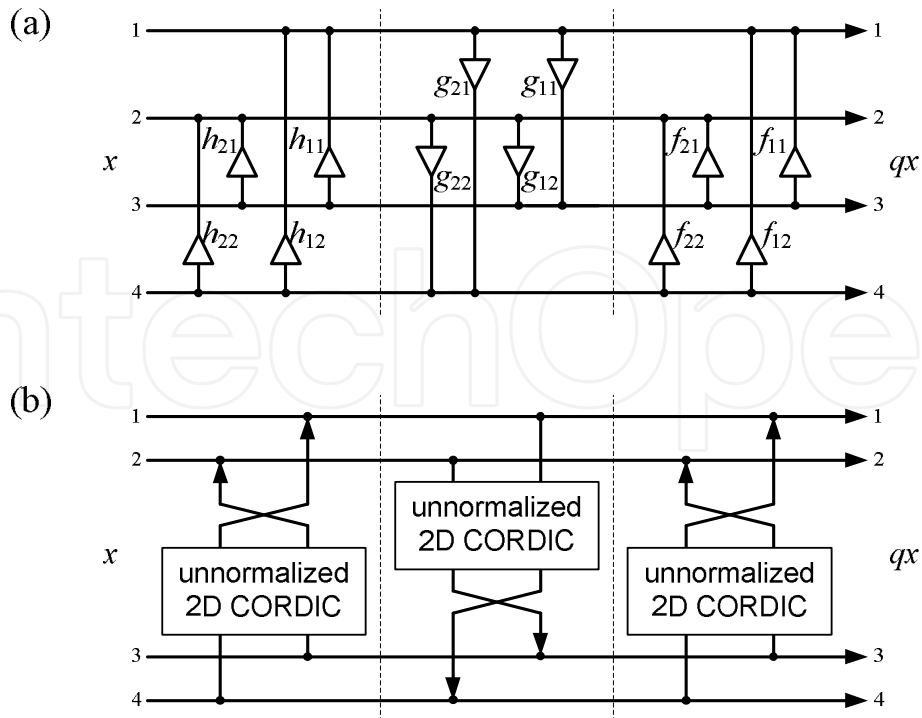 (a)
1 1
g21 g11
2 2
h21 h11 f21 f11
x qx
g22 g12
3 3
h22 h12 f22 f12
4 4
ntechOpe
(b)
1 1
2 2
unnormalized
2D CORDIC
x qx
unnormalized unnormalized
2D CORDIC 2D CORDIC
3 3
4 4